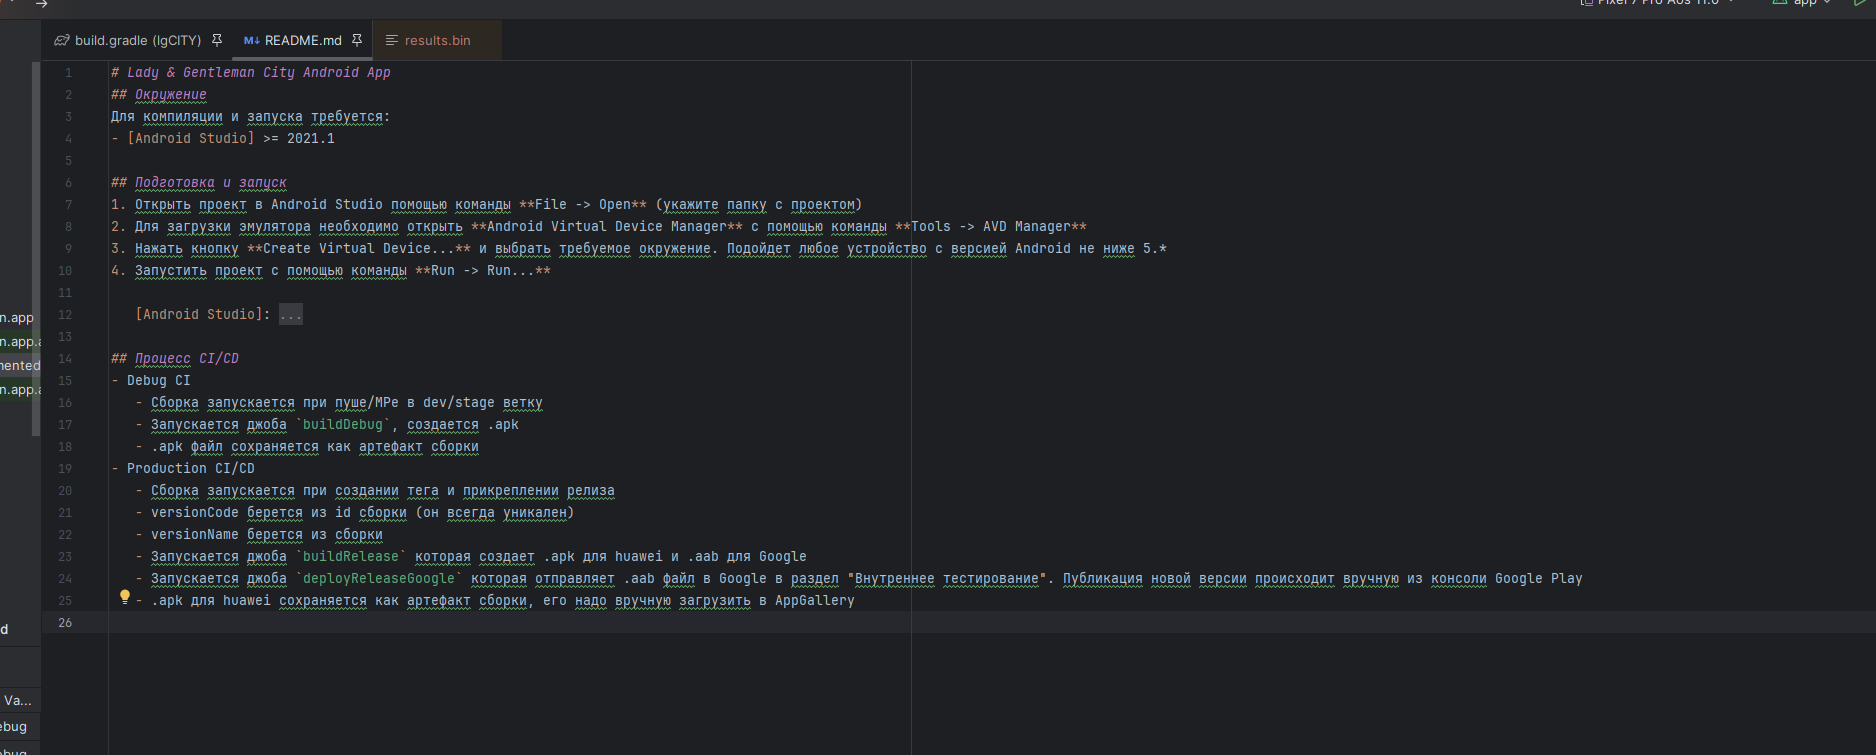 app
build.gradle (lgCITY)
README.md
results.bin
1 # Lady & Gentleman City Android App
2 ## Окружение
3 Для компиляции и запуска требуется:
4 - [Android Studio] >= 2021.1
5
6 ## Подготовка и запуск
7 1. Открыть проект в Android Studio помощью команды **File -> Open** (укажите папку с проектом)
8 2. Для загрузки эмулятора необходимо открыть **Android Virtual Device Manager** с помощью команды **Tools -> AVD Manager**
9 3. Нажать кнопку **Create Virtual Device...** и выбрать требуемое окружение. Подойдет любое устройство с версией Android не ниже 5.*
10 4. Запустить проект с помощью команды **Run -> Run...**
11
12 [Android Studio]: ...
13
14 ## Процесс CI/CD
15 - Debug CI
16 - Сборка запускается при пуше/МРе в dev/stage ветку
17 - Запускается джоба `buildDebug`, создается .apk
18 - .apk файл сохраняется как артефакт сборки
19 - Production CI/CD
20 - Сборка запускается при создании тега и прикреплении релиза
21 - versionCode берется из id сборки (он всегда уникален)
22 - versionName берется из сборки
23 - Запускается джоба `buildRelease` которая создает .apk для huawei и .aab для Google
24 - Запускается джоба `deployReleaseGoogle` которая отправляет .aab файл в Google в раздел "Внутреннее тестирование". Публикация новой версии происходит вручную из консоли Google Play
25 - .apk для huawei сохраняется как артефакт сборки, его надо вручную загрузить в AppGallery
26
n.app
n.app.a
mented
n.app.a
d
Va...
ebug